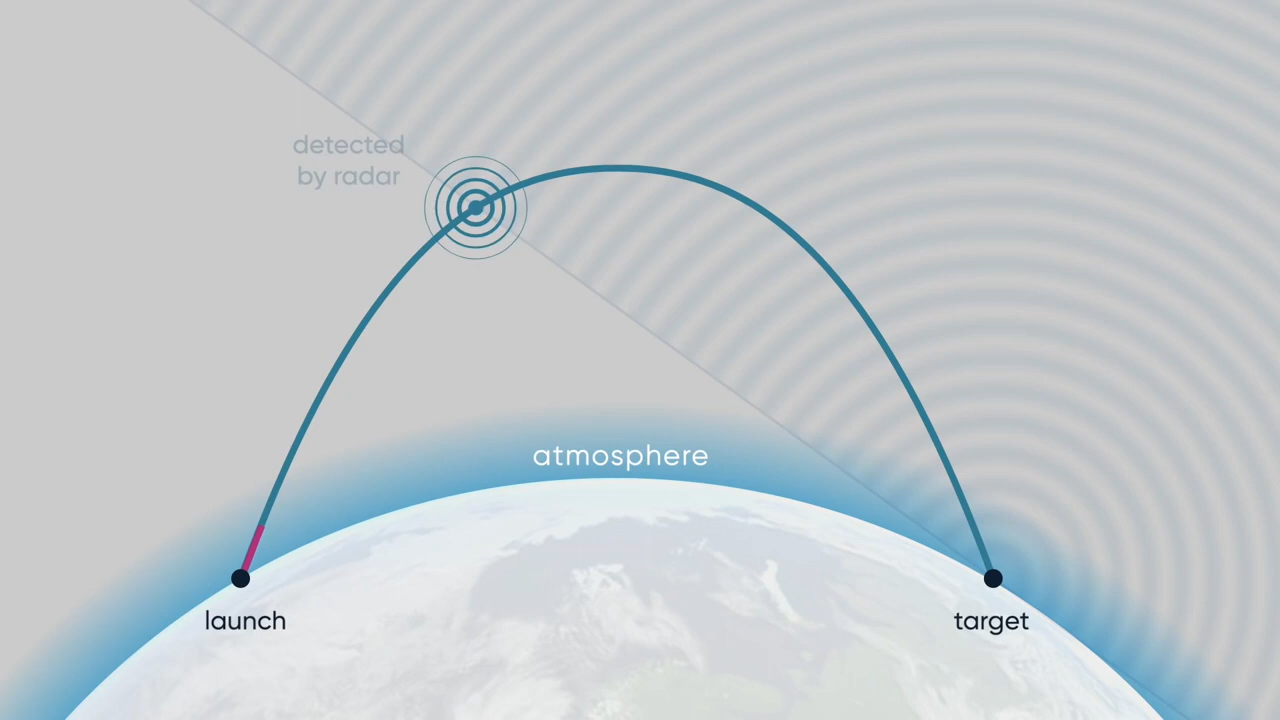 detected
by radar
atmosphere
launch
target